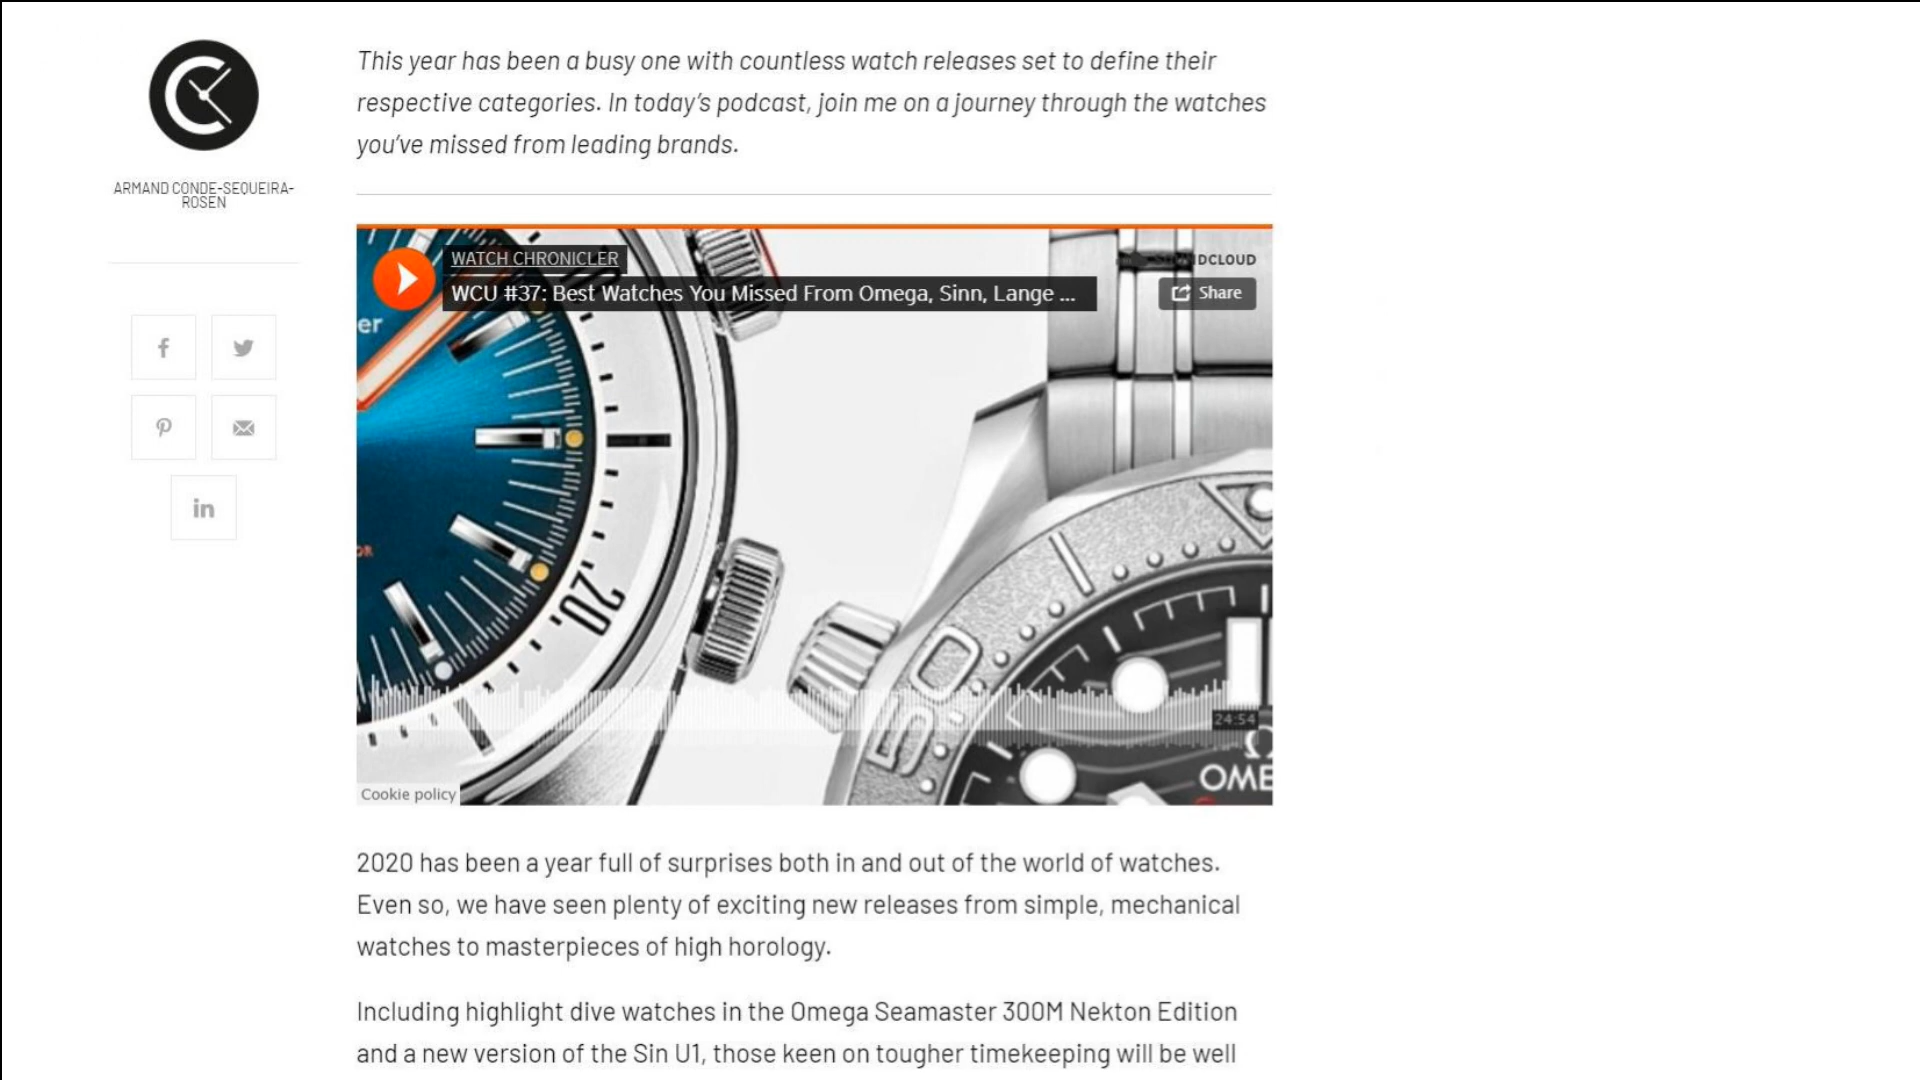 This year has been a busy one with countless watch releases set to define their
respective categories. In today's podcast, join me on a journey through the watches
you've missed from leading brands.
ARMAND CONDE-SEQUEIRA-
ROSEN
WATCH CHRONICLER
WCU #37: Best Watches You Missed From Omega, Sinn, Lange ...
DCLOUD
Share
er
OR
20
50
24:54
OME
Cookie policy
2020 has been a year full of surprises both in and out of the world of watches.
Even so, we have seen plenty of exciting new releases from simple, mechanical
watches to masterpieces of high horology.
Including highlight dive watches in the Omega Seamaster 300M Nekton Edition
and a new version of the Sin U1, those keen on tougher timekeeping will be well